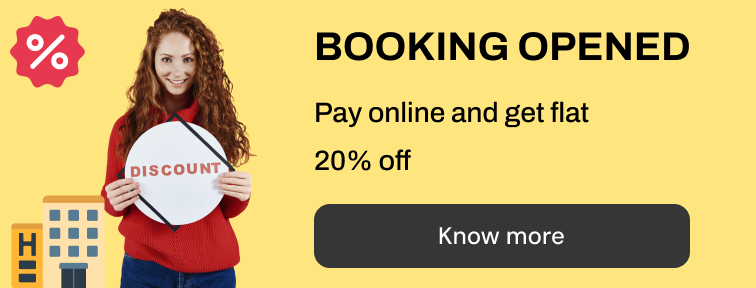 %
BOOKING OPENED
Pay online and get flat
20% off
DISCOUNT
H
Know more